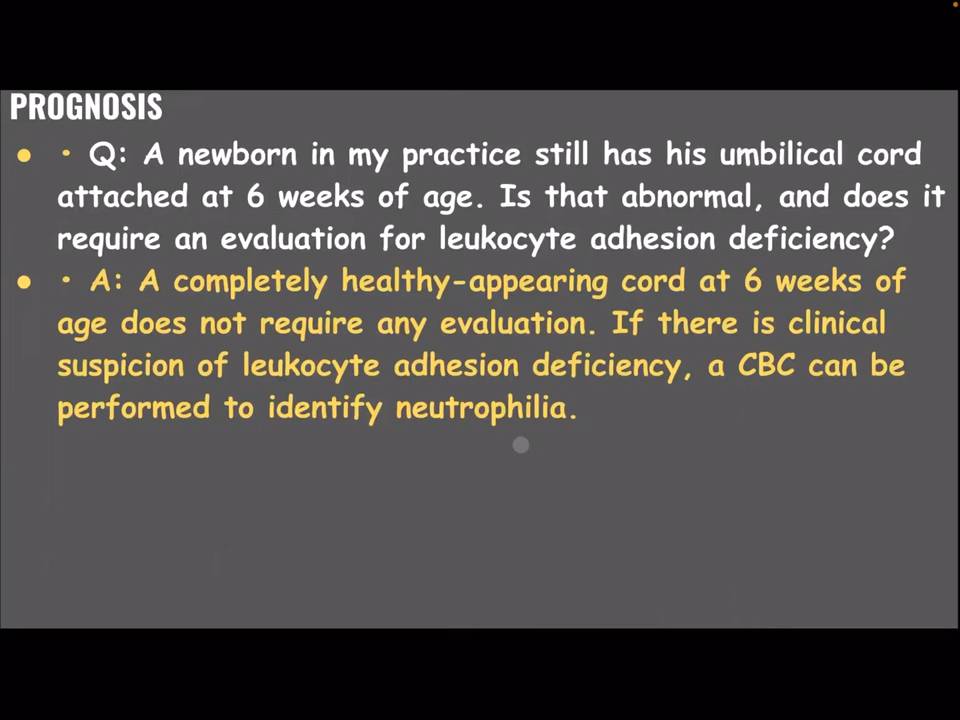 PROGNOSIS
• · Q: A newborn in my practice still has his umbilical cord
attached at 6 weeks of age. Is that abnormal, and does it
require an evaluation for leukocyte adhesion deficiency?
• · A: A completely healthy-appearing cord at 6 weeks of
age does not require any evaluation. If there is clinical
suspicion of leukocyte adhesion deficiency, a CBC can be
performed to identify neutrophilia.